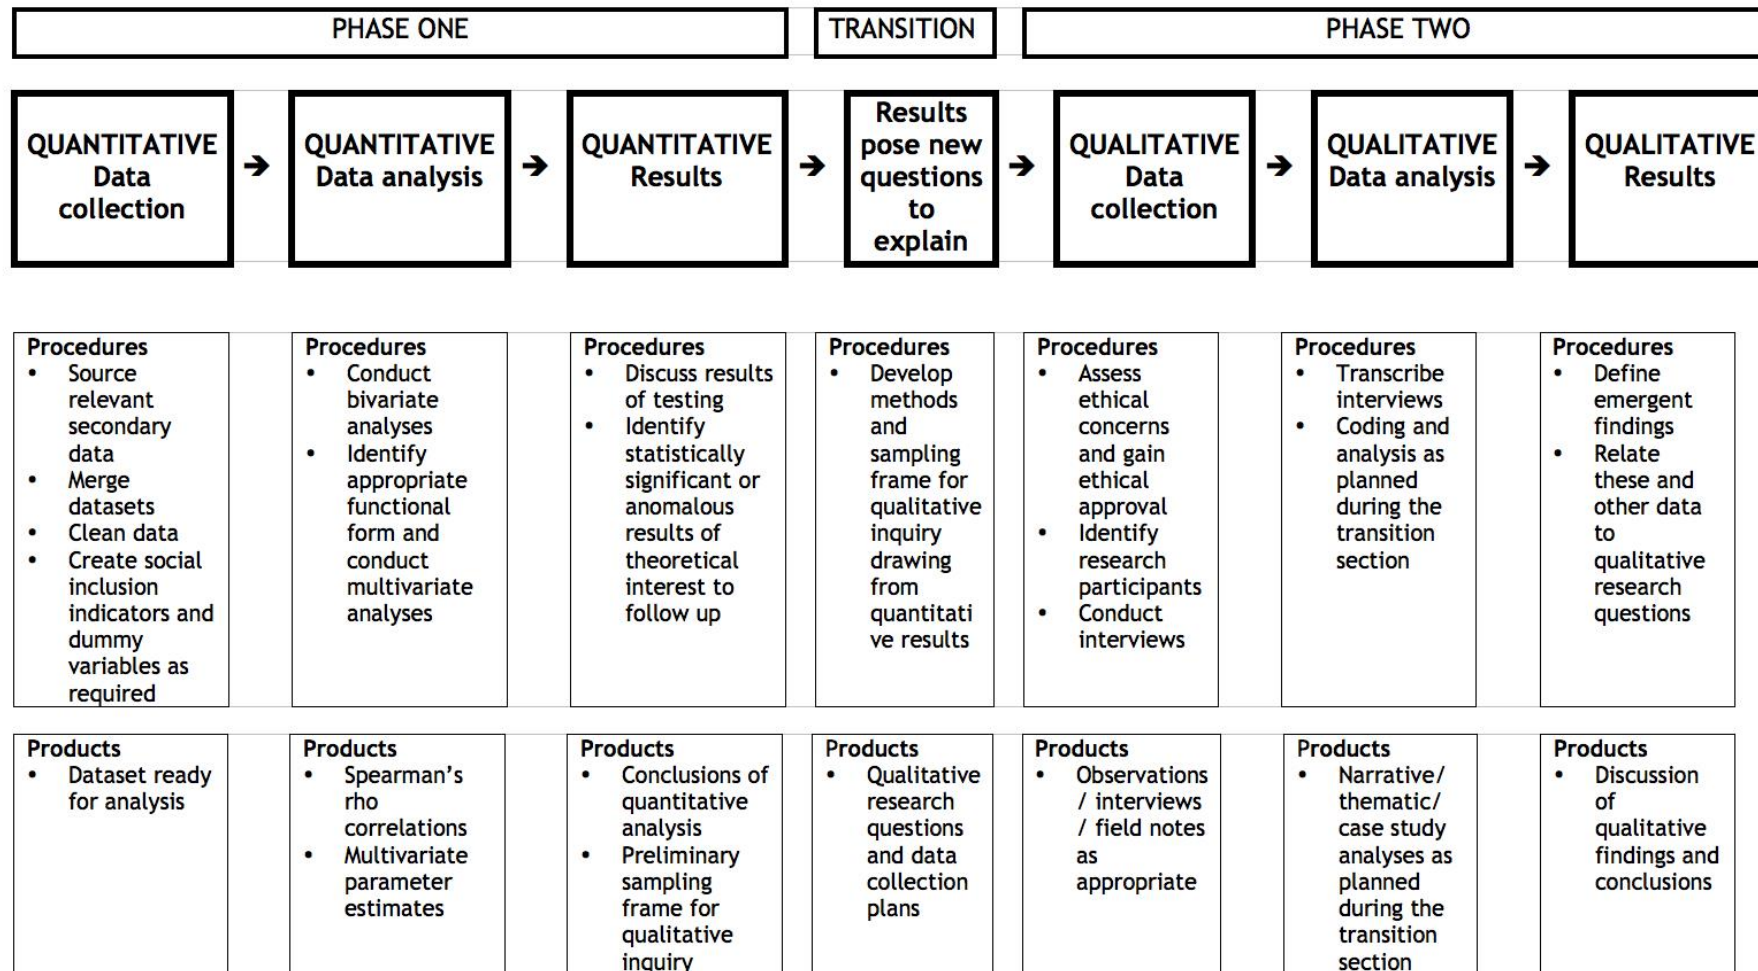 PHASE ONE
TRANSITION
PHASE TWO
QUANTITATIVE
Data
collection
➔
QUANTITATIVE
Data analysis
➔
QUANTITATIVE
Results
➔
Results
pose new
questions
to
explain
➔
QUALITATIVE
Data
collection
➔
QUALITATIVE
Data analysis
➔
QUALITATIVE
Results
Procedures
• Source
relevant
secondary
data
• Merge
datasets
• Clean data
• Create social
inclusion
indicators and
dummy
variables as
required
Procedures
• Conduct
bivariate
analyses
• Identify
appropriate
functional
form and
conduct
multivariate
analyses
Procedures
• Discuss results
of testing
• Identify
statistically
significant or
anomalous
results of
theoretical
interest to
follow up
Procedures
• Develop
methods
and
sampling
frame for
qualitative
inquiry
drawing
from
quantitati
ve results
Procedures
• Assess
ethical
concerns
and gain
ethical
approval
• Identify
research
participants
• Conduct
interviews
Procedures
• Transcribe
interviews
• Coding and
analysis as
planned
during the
transition
section
Procedures
• Define
emergent
findings
• Relate
these and
other data
to
qualitative
research
questions
Products
• Dataset ready
for analysis
Products
• Spearman’s
rho
correlations
• Multivariate
parameter
estimates
Products
• Conclusions of
quantitative
analysis
• Preliminary
sampling
frame for
qualitative
inquiry
Products
• Qualitative
research
questions
and data
collection
plans
Products
• Observations
/ interviews
/ field notes
as
appropriate
Products
• Narrative/
thematic/
case study
analyses as
planned
during the
transition
section
Products
• Discussion
of
qualitative
findings and
conclusions